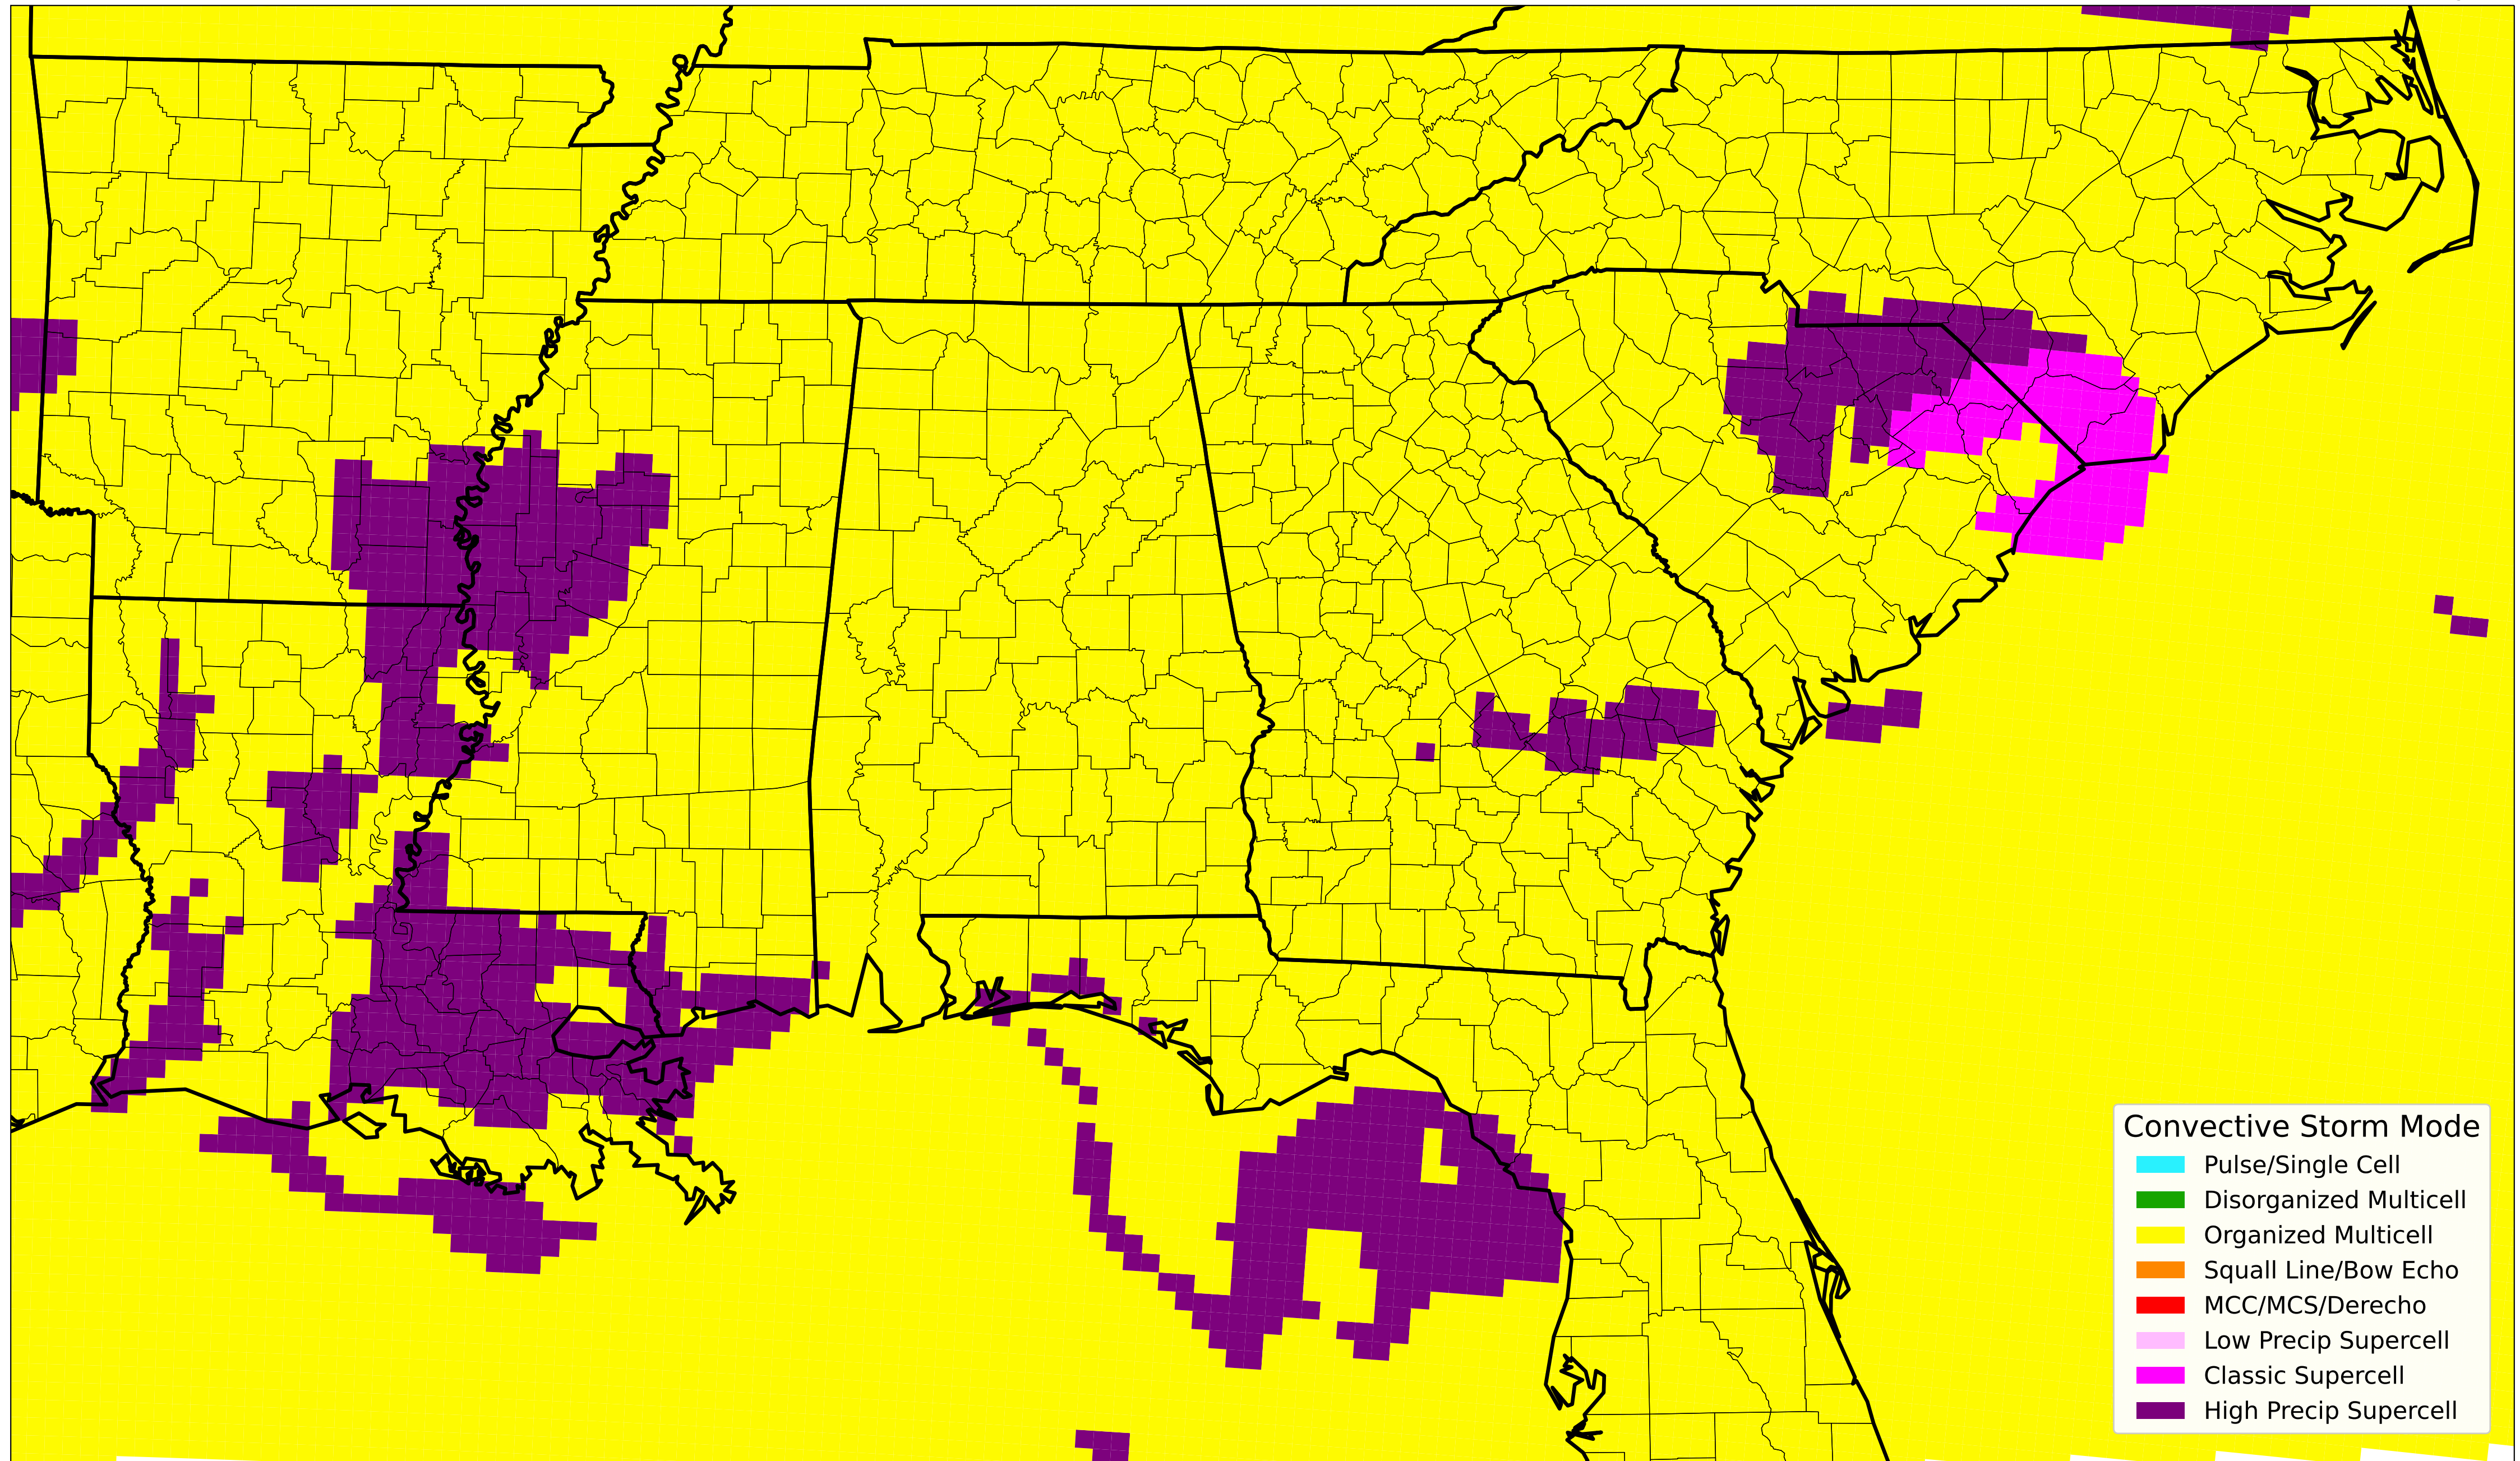 Convective Storm Mode
Pulse/Single Cell
Disorganized Multicell
Organized Multicell
Squall Line/Bow Echo
MCC/MCS/Derecho
Low Precip Supercell
Classic Supercell
High Precip Supercell